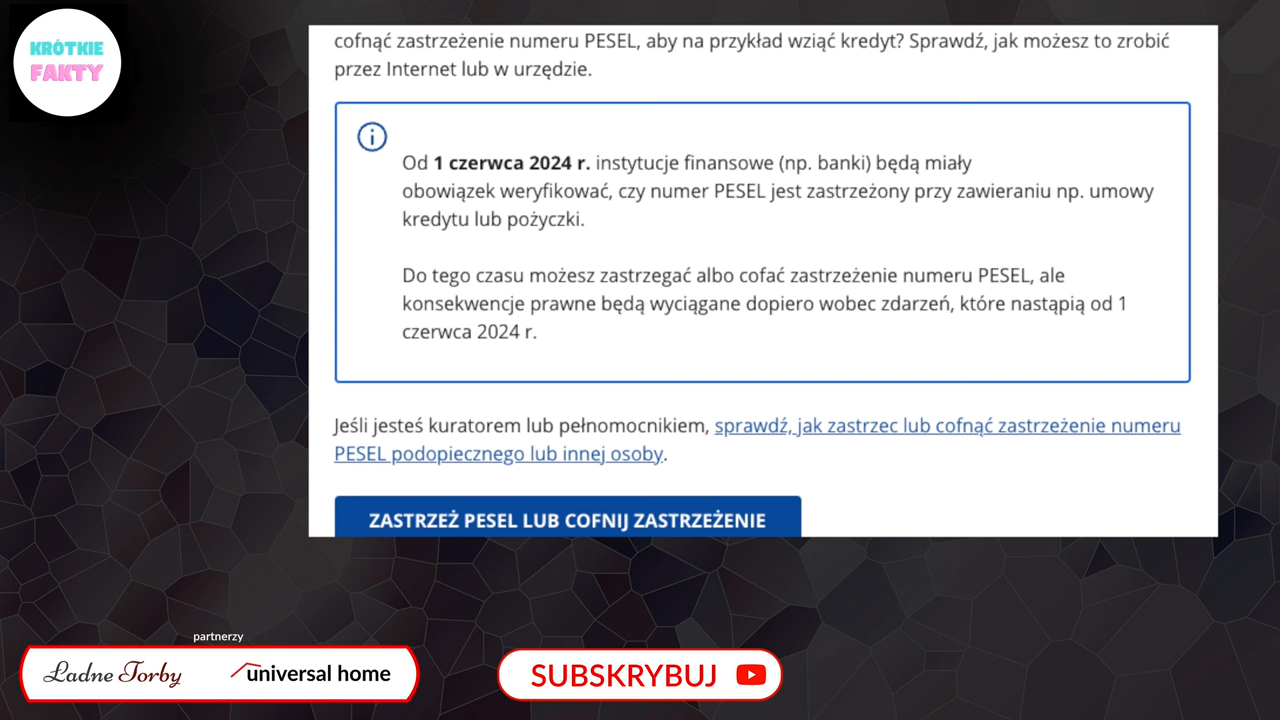 KRÓTKIE
FAKTY
cofnąć zastrzeżenie numeru PESEL, aby na przykład wziąć kredyt? Sprawdź, jak możesz to zrobić
przez Internet lub w urzędzie.
Od 1 czerwca 2024 r. instytucje finansowe (np. banki) będą miały
obowiązek weryfikować, czy numer PESEL jest zastrzeżony przy zawieraniu np. umowy
kredytu lub pożyczki.
Do tego czasu możesz zastrzegać albo cofać zastrzeżenie numeru PESEL, ale
konsekwencje prawne będą wyciągane dopiero wobec zdarzeń, które nastąpią od 1
czerwca 2024 r.
Jeśli jesteś kuratorem lub pełnomocnikiem, sprawdź, jak zastrzec lub cofnąć zastrzeżenie numeru
PESEL podopiecznego lub innej osoby.
ZASTRZEŻ PESEL LUB COFNIJ ZASTRZEŻENIE
partnerzy
Ładne Torby
universal home
SUBSKRYBUJ